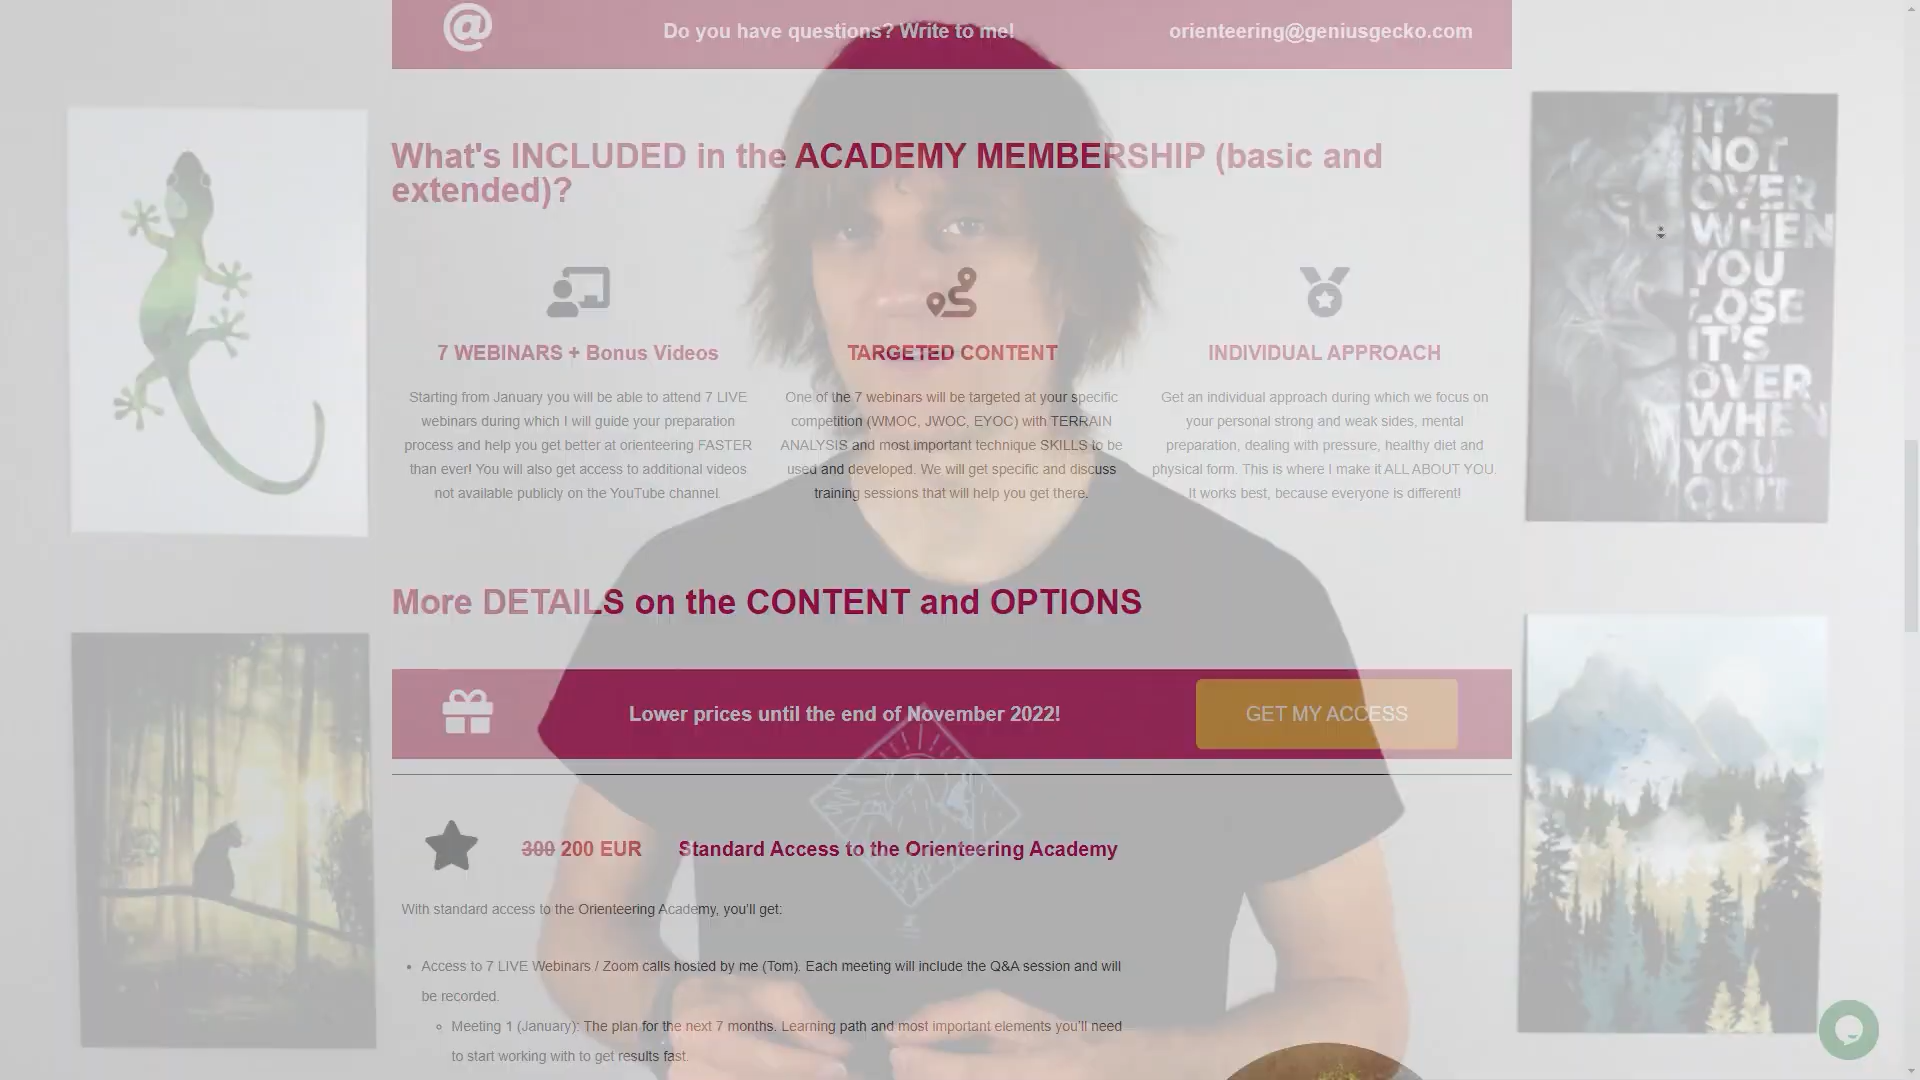 Do you have questions? Write to me!
orienteering@geniusgecko.com
What's INCLUDED in the ACADEMY MEMBERSHIP (basic and
extended)?
7 WEBINARS + Bonus Videos
Starting from January you will be able to attend 7 LIVE
webinars during which I will guide your preparation
process and help you get better at orienteering FASTER
than ever! You will also get access to additional videos
not available publicly on the YouTube channel.
TARGETED CONTENT
One of the 7 webinars will be targeted at your specific
competition (WMOC, JWOC, EYOC) with TERRAIN
ANALYSIS and most important technique SKILLS to be
used and developed. We will get specific and discuss
training sessions that will help you get there.
INDIVIDUAL APPROACH
Get an individual approach during which we focus on
your personal strong and weak sides, mental
preparation, dealing with pressure, healthy diet and
physical form. This is where I make it ALL ABOUT YOU.
It works best, because everyone is different!
IT'S
NOT
OVER
WHEN
YOU
LOSE
IT'S
OVER
WHEN
YOU
QUIT
More DETAILS on the CONTENT and OPTIONS
Lower prices until the end of November 2022!
GET MY ACCESS
300 200 EUR
Standard Access to the Orienteering Academy
With standard access to the Orienteering Academy, you'll get:
• Access to 7 LIVE Webinars / Zoom calls hosted by me (Tom). Each meeting will include the Q&A session and will
be recorded.
◦ Meeting 1 (January): The plan for the next 7 months. Learning path and most important elements you'll need
to start working with to get results fast.